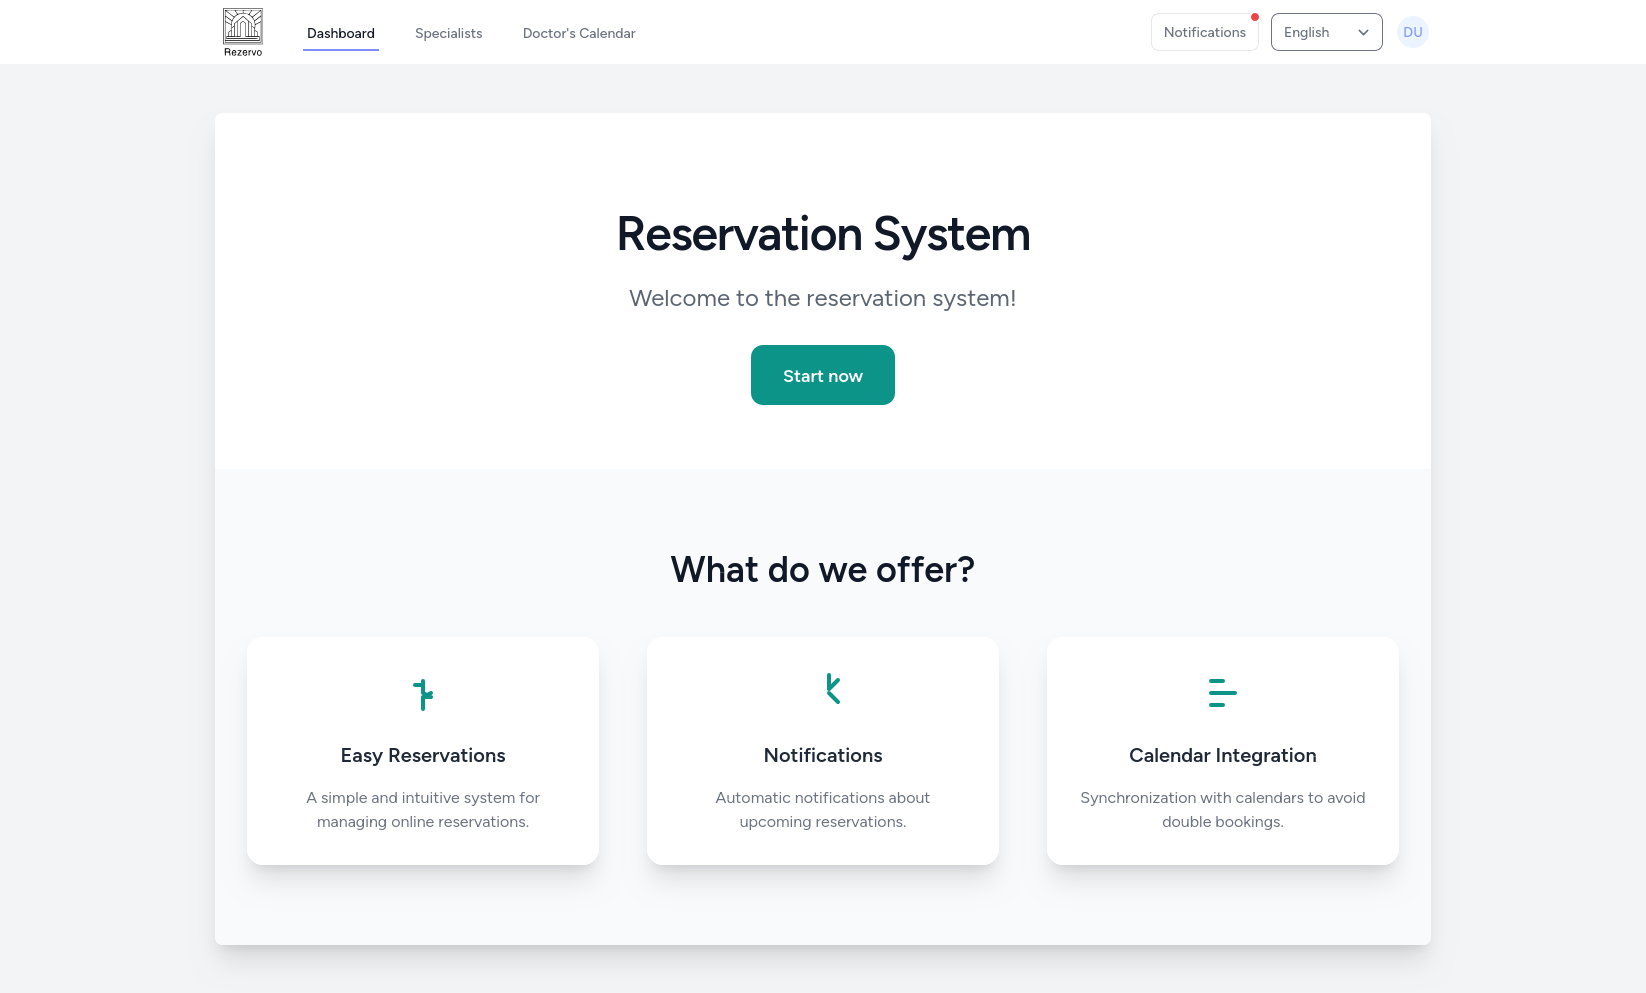 Rezervo
Dashboard
Specialists
Doctor's Calendar
Notifications
English
DU
Reservation System
Welcome to the reservation system!
Start now
What do we offer?
Easy Reservations
A simple and intuitive system for
managing online reservations.
Notifications
Automatic notifications about
upcoming reservations.
Calendar Integration
Synchronization with calendars to avoid
double bookings.